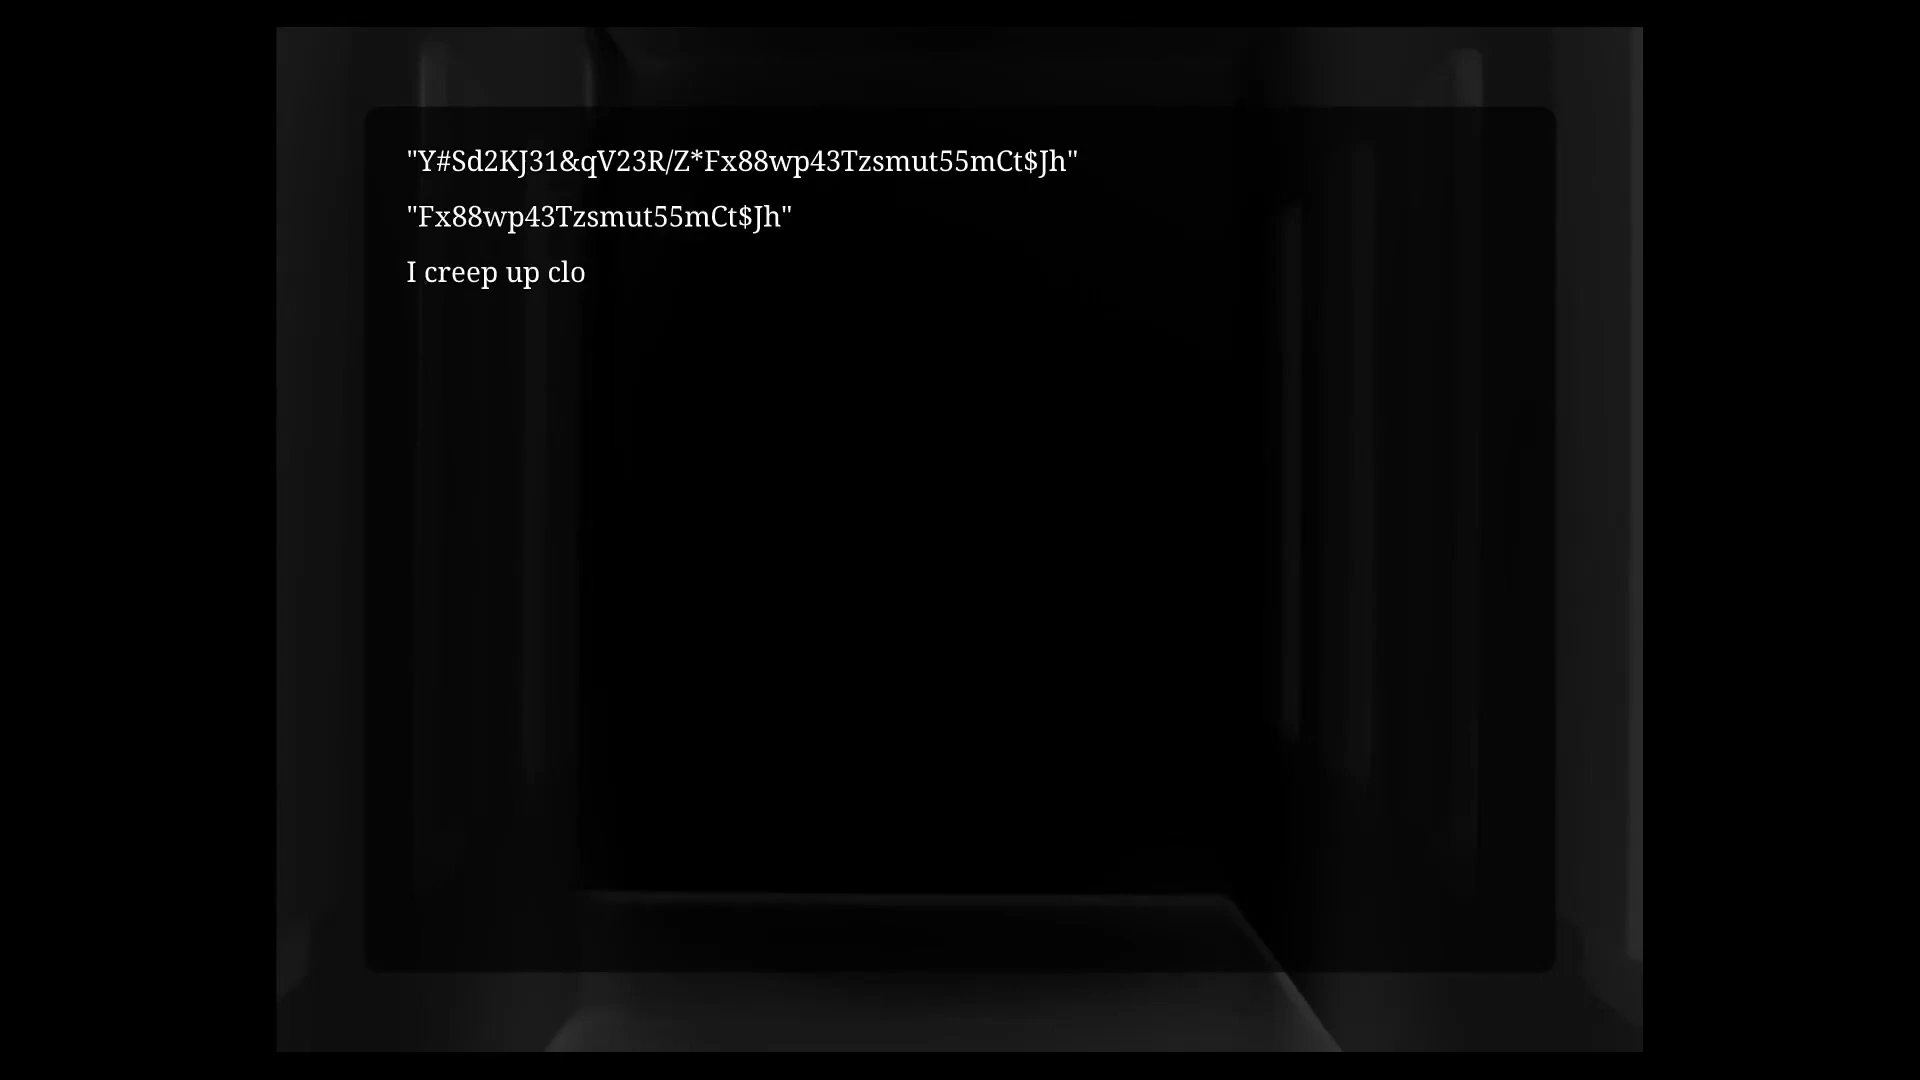 "Y#Sd2KJ31&qV23R/Z*Fx88wp43Tzsmut55mCt$Jh"
"Fx88wp43Tzsmut55mCt$Jh"
I creep up clo